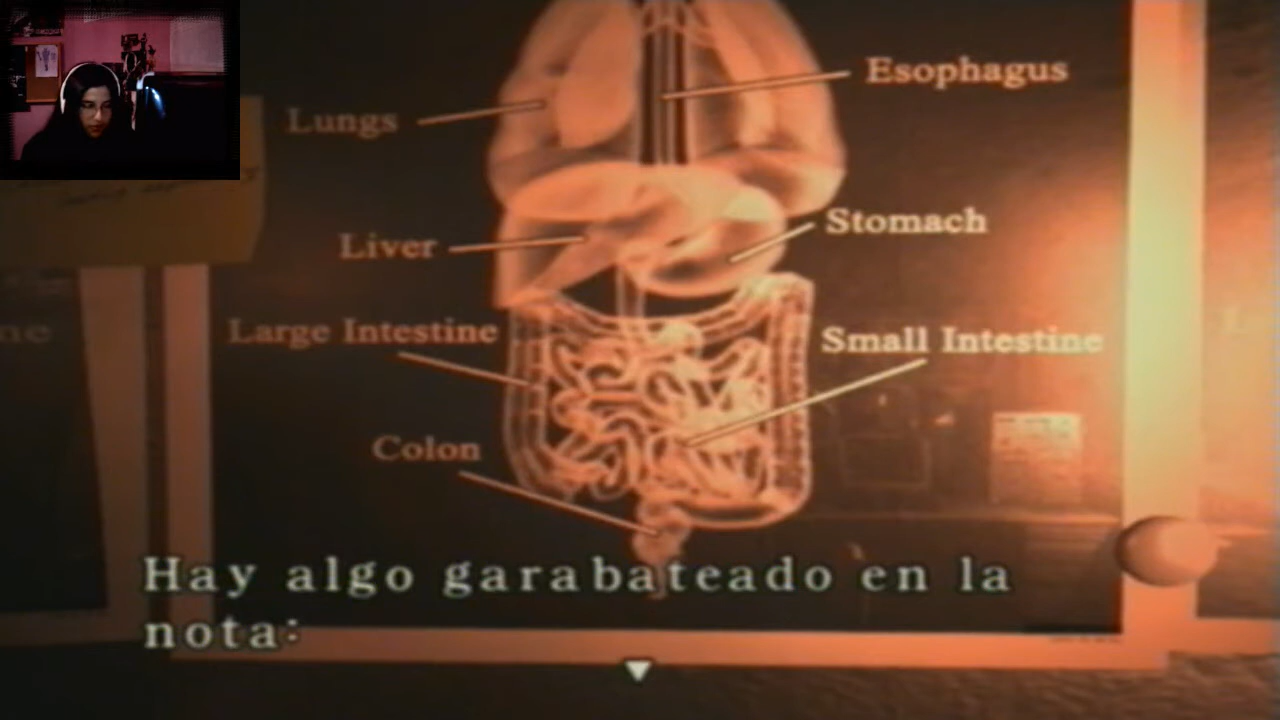 Esophagus
Lungs
Stomach
Liver
Large Intestine
Small Intestine
Colon
Hay algo garabateado en la
nota: